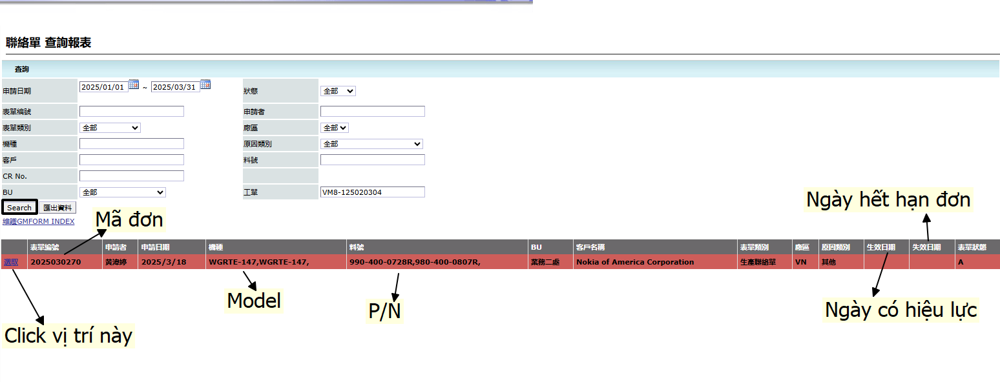 聯絡單 查詢報表
查詢
申請日期 2025/01/01 ~ 2025/03/31 狀態 全部
表單編號 申請者
表單類別 全部 廠區 全部
機種 原因類別 全部
客戶 料號
CR No.
BU 全部 工單 VM8-125020304
Search 匯出資料
維護GMFORM INDEX
Mã đơn
Ngày hết hạn đơn
表單編號 申請者 申請日期 機種 料號 BU 客戶名稱 表單類別 廠區 原因類別 生效日期 失效日期 表單狀態
選取 2025030270 黃湋婷 2025/3/18 WGRTE-147,WGRTE-147, 990-400-0728R,980-400-0807R, 業務二處 Nokia of America Corporation 生產聯絡單 VN 其他 A
Model
P/N
Ngày có hiệu lực
Click vị trí này